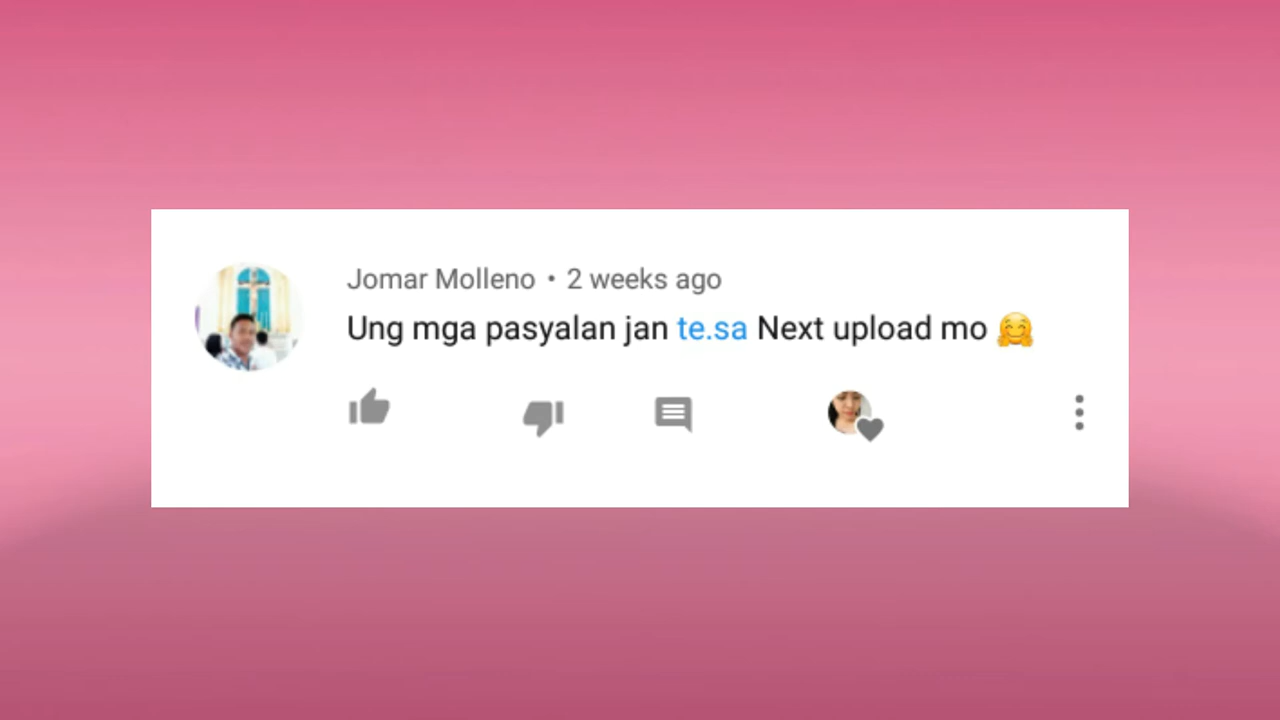 Jomar Molleno • 2 weeks ago
Ung mga pasyalan jan te.sa Next upload mo 🤗